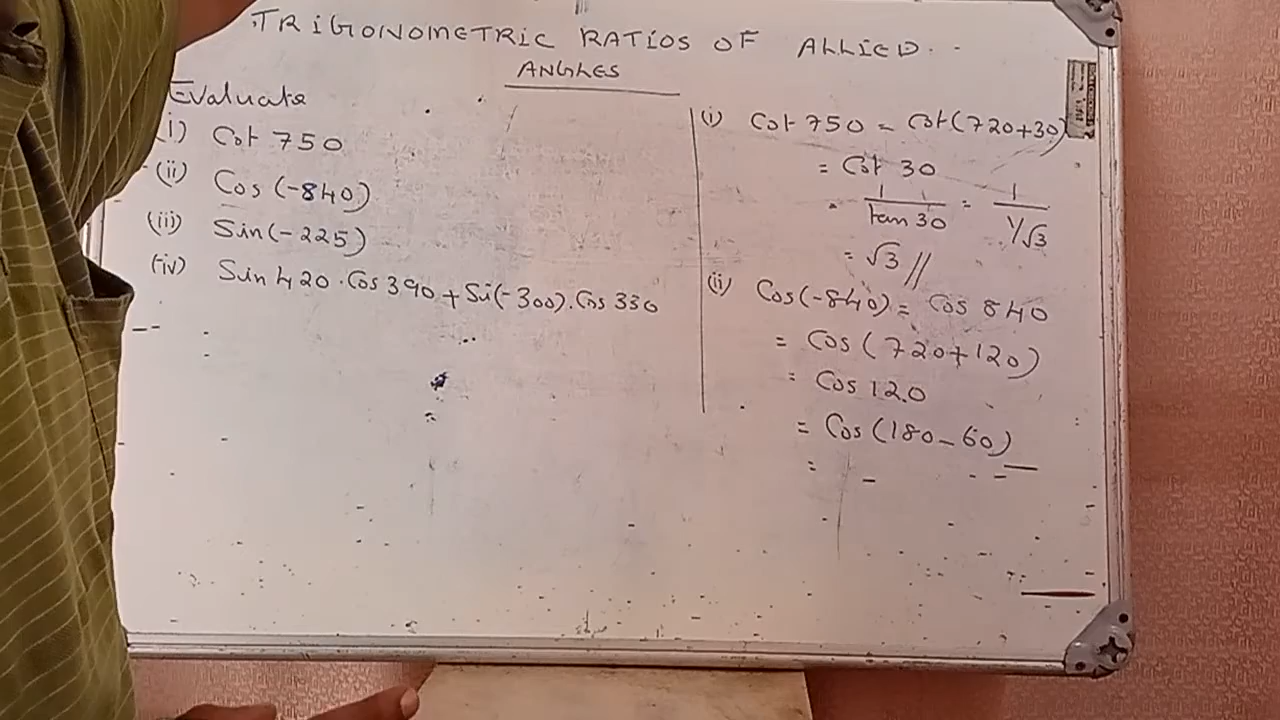 TRIGONOMETRIC RATIOS OF ALLIED
ANGLES
Evaluate
(i) Cot 750
(ii) Cos (-840)
(iii) Sin(-225)
(iv) Sin 420 . Cos 390 + Si(-300) . Cos 330
(i) Cot 750 = Cot(720+30)
= Cot 30
= 1/tan 30 = 1/1/√3
= √3 //
(ii) Cos(-840) = Cos 840
= Cos (720+120)
= Cos 120
= Cos (180-60)
=